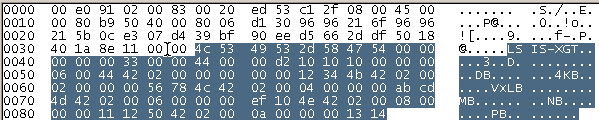 0000 00 e0 91 02 00 83 00 20 ed 53 c1 2f 08 00 45 00 ....... .S./..E.
0010 00 80 b9 50 40 00 80 06 d1 30 96 96 21 6f 96 96 ...P@... .0..!o..
0020 21 5b 0c e3 07 d4 39 bf 90 ee d5 66 2d df 50 18 ![....9. ...f-.P.
0030 40 1a 8e 11 00 00 4c 53 49 53 2d 58 47 54 00 00 @.....LS IS-XGT..
0040 00 00 00 33 00 00 44 00 00 d2 10 10 10 00 00 00 ...3..D. ........
0050 06 00 44 42 02 00 00 00 00 12 34 4b 42 02 00 ..DB.... ..4KB..
0060 02 00 00 00 56 78 4c 42 02 00 04 00 00 00 ab cd ....VxLB ........
0070 4d 42 02 00 06 00 00 00 ef 10 4e 42 02 00 08 00 MB...... ..NB....
0080 00 00 11 12 50 42 02 00 0a 00 00 00 13 14 ....PB.. ......